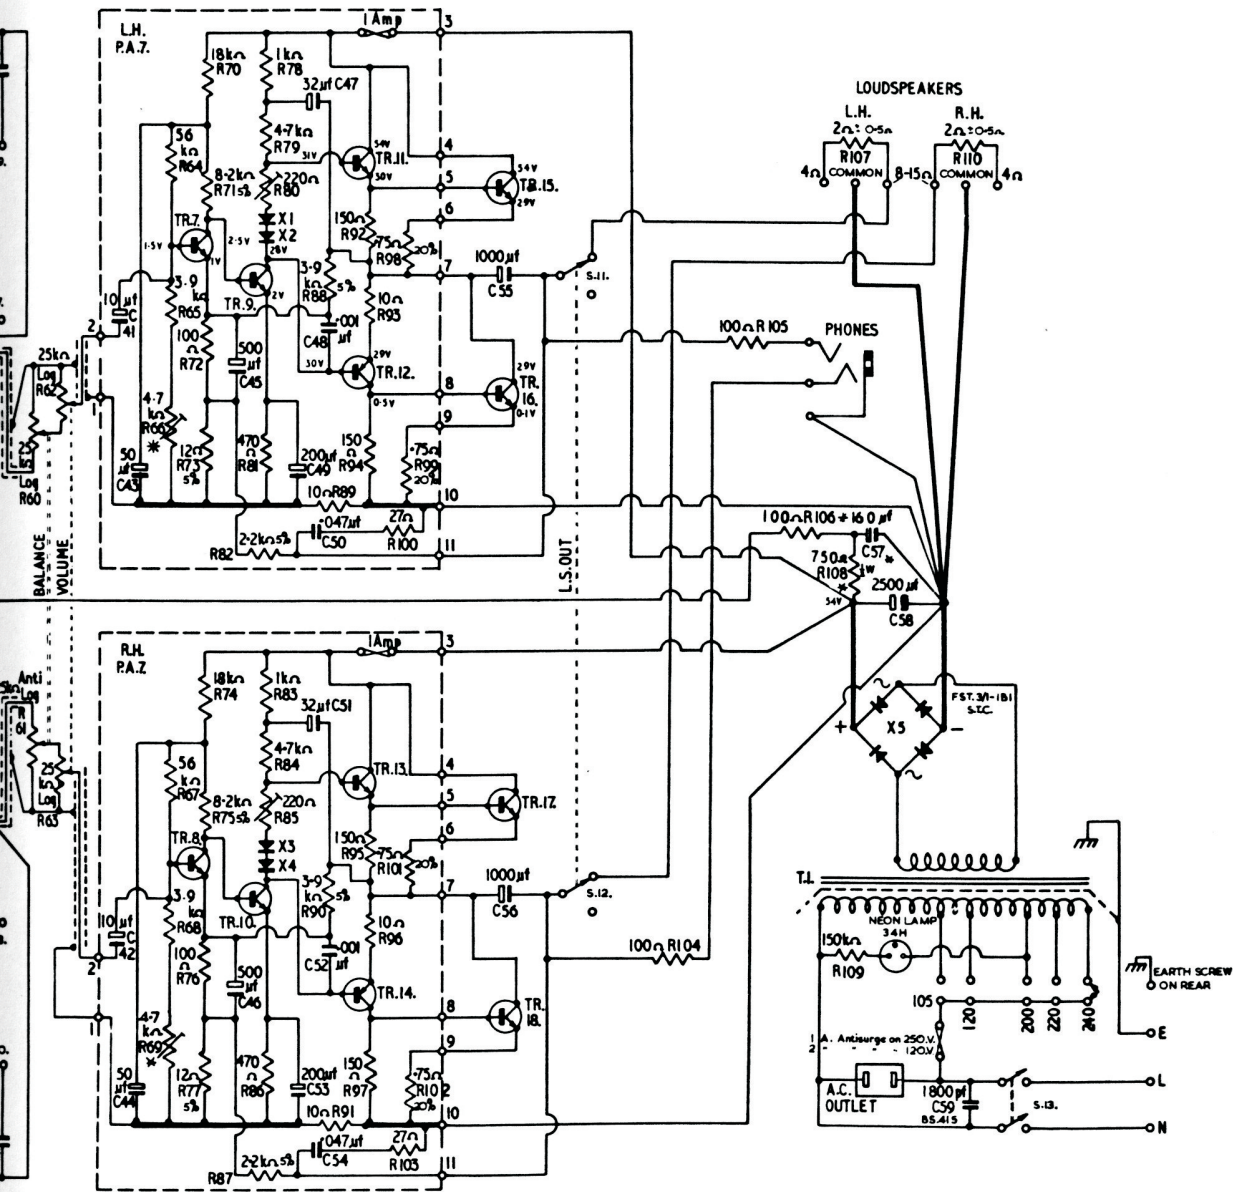 L.H.
P.A.7.
1 Amp
3
18kΩ
R70
1kΩ
R78
32µf C47
56
kΩ
R64
4·7kΩ
R79
31V
54V
TR.11.
30V
4
5
6
54V
TR.15.
29V
8·2kΩ
R71 5%
220Ω
R80
X1
X2
28V
TR.7.
1·5V
2·5V
1V
150Ω
R92
·75Ω
R98
20%
7
1000µf
C55
S.11.
3·9
kΩ
R65
TR.9.
2V
3·9
kΩ
R88
5%
10Ω
R93
10µf
C
41
2
·001
µf
C48
100
Ω
R72
500
µf
C45
30V
29V
TR.12.
0·5V
8
9
29V
TR.
16.
0·1V
25kΩ
Log
R62
1
4·7
kΩ
R66
*
25
Log
R60
50
µf
C43
12Ω
R73
5%
470
Ω
R81
200µf
C49
150
Ω
R94
·75Ω
R99
20%
10Ω R89
10
·047µf
C50
27Ω
R100
2·2kΩ 5%
R82
11
BALANCE
VOLUME
L.S.OUT
LOUDSPEAKERS
L.H.
R.H.
2Ω±0·5Ω
2Ω±0·5Ω
R107
R110
4Ω
COMMON
8-15Ω
COMMON
4Ω
100Ω R105
PHONES
100Ω R106 *
160µf
C57 *
750Ω
½W
R108
*
54V
2500µf
C58
R.H.
P.A.7.
1Amp
3
Anti
Log
R
61
18kΩ
R74
1kΩ
R83
32µf C51
56
kΩ
R67
4·7kΩ
R84
TR.13.
4
5
6
TR.17.
8·2kΩ
R75 5%
220Ω
R85
X3
X4
25
kΩ
Log
R63
TR.8.
150Ω
R95
·75Ω
R101
20%
7
1000µf
C56
S.12.
3·9
kΩ
R68
TR.10.
3·9
kΩ
R90
5%
10Ω
R96
10µf
C
42
2
·001
µf
C52
100
Ω
R76
500
µf
C46
TR.14.
8
9
TR.
18.
100Ω R104
1
4·7
kΩ
R69
*
50
µf
C44
12Ω
R77
5%
470
Ω
R86
200µf
C53
150
Ω
R97
·75Ω
R102
20%
10Ω R91
10
·047µf
C54
27Ω
R103
2·2kΩ 5%
R87
11
FST.3/1-1B1
S.T.C.
+
X5
−
T.1.
NEON LAMP
34H
150kΩ
R109
EARTH SCREW
ON REAR
105
120
200
220
240
1 A. Antisurge on 250.V.
2 " " " 120V.
A.C.
OUTLET
1800pf
C59
BS.415
S.13.
E
L
N